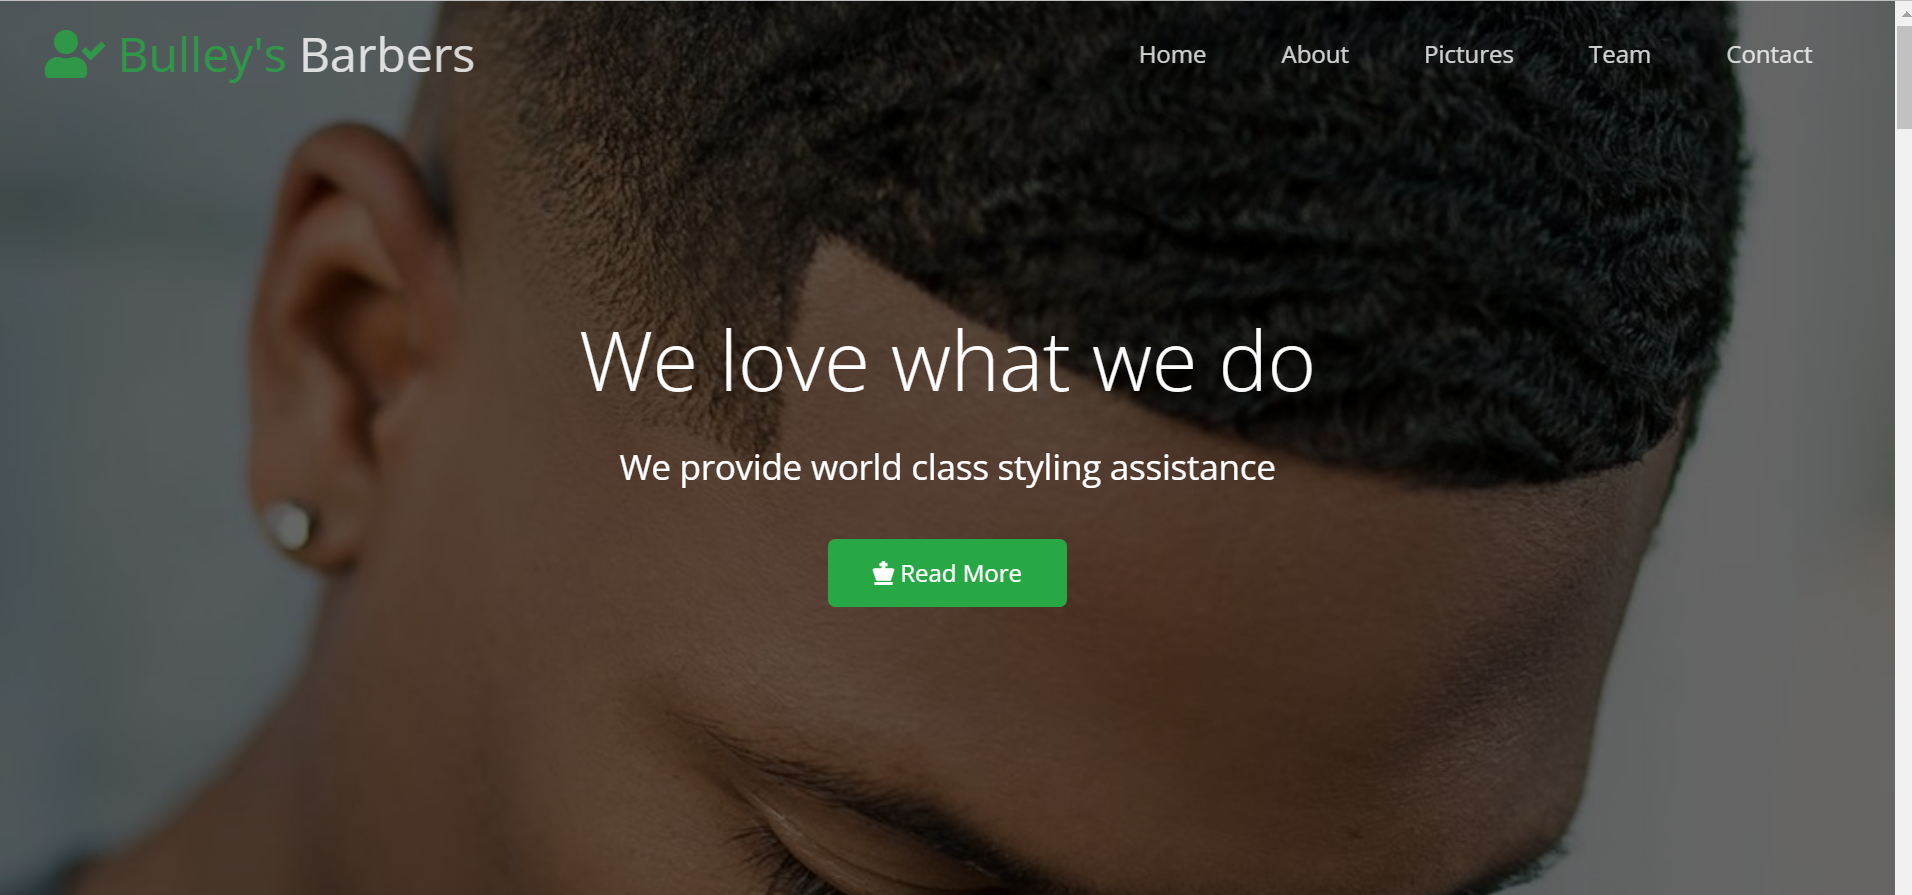 Bulley's Barbers
Home About Pictures Team Contact
We love what we do
We provide world class styling assistance
Read More